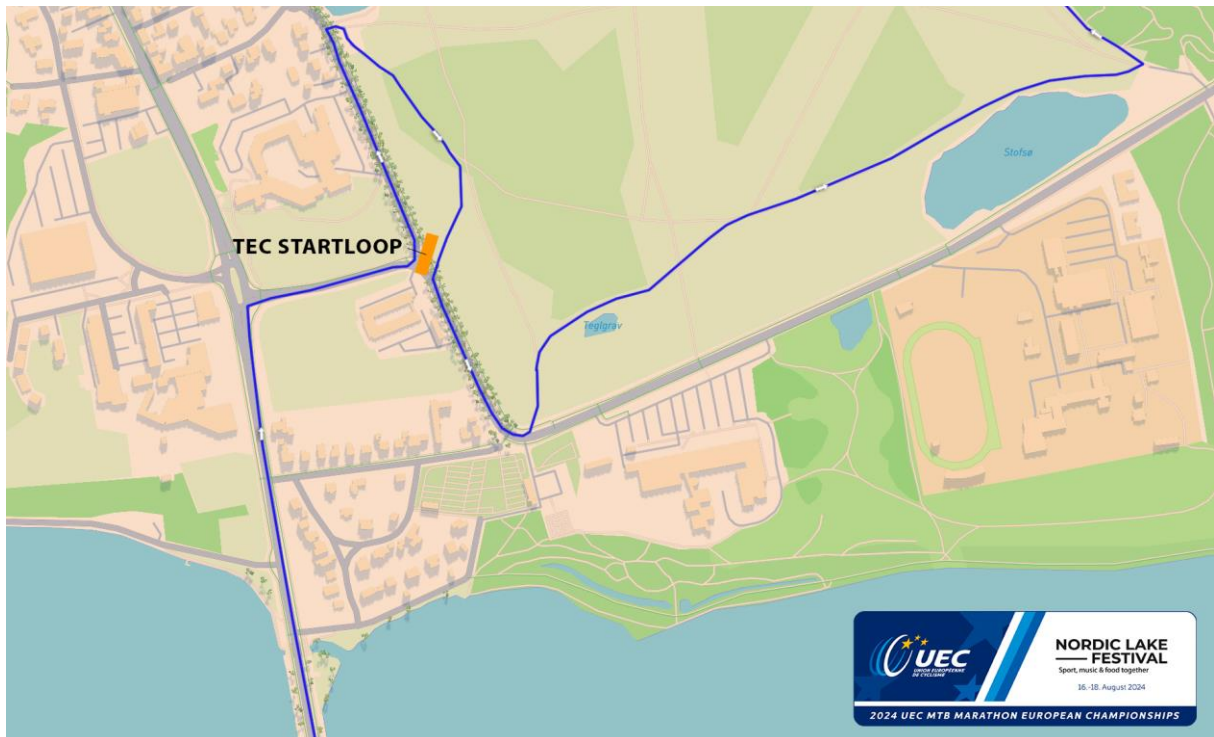 Stofsø
TEC STARTLOOP
Teglgrav
UEC
UNION EUROPÉENNE
DE CYCLISME
NORDIC LAKE
FESTIVAL
Sport, music & food together
16.-18. August 2024
2024 UEC MTB MARATHON EUROPEAN CHAMPIONSHIPS